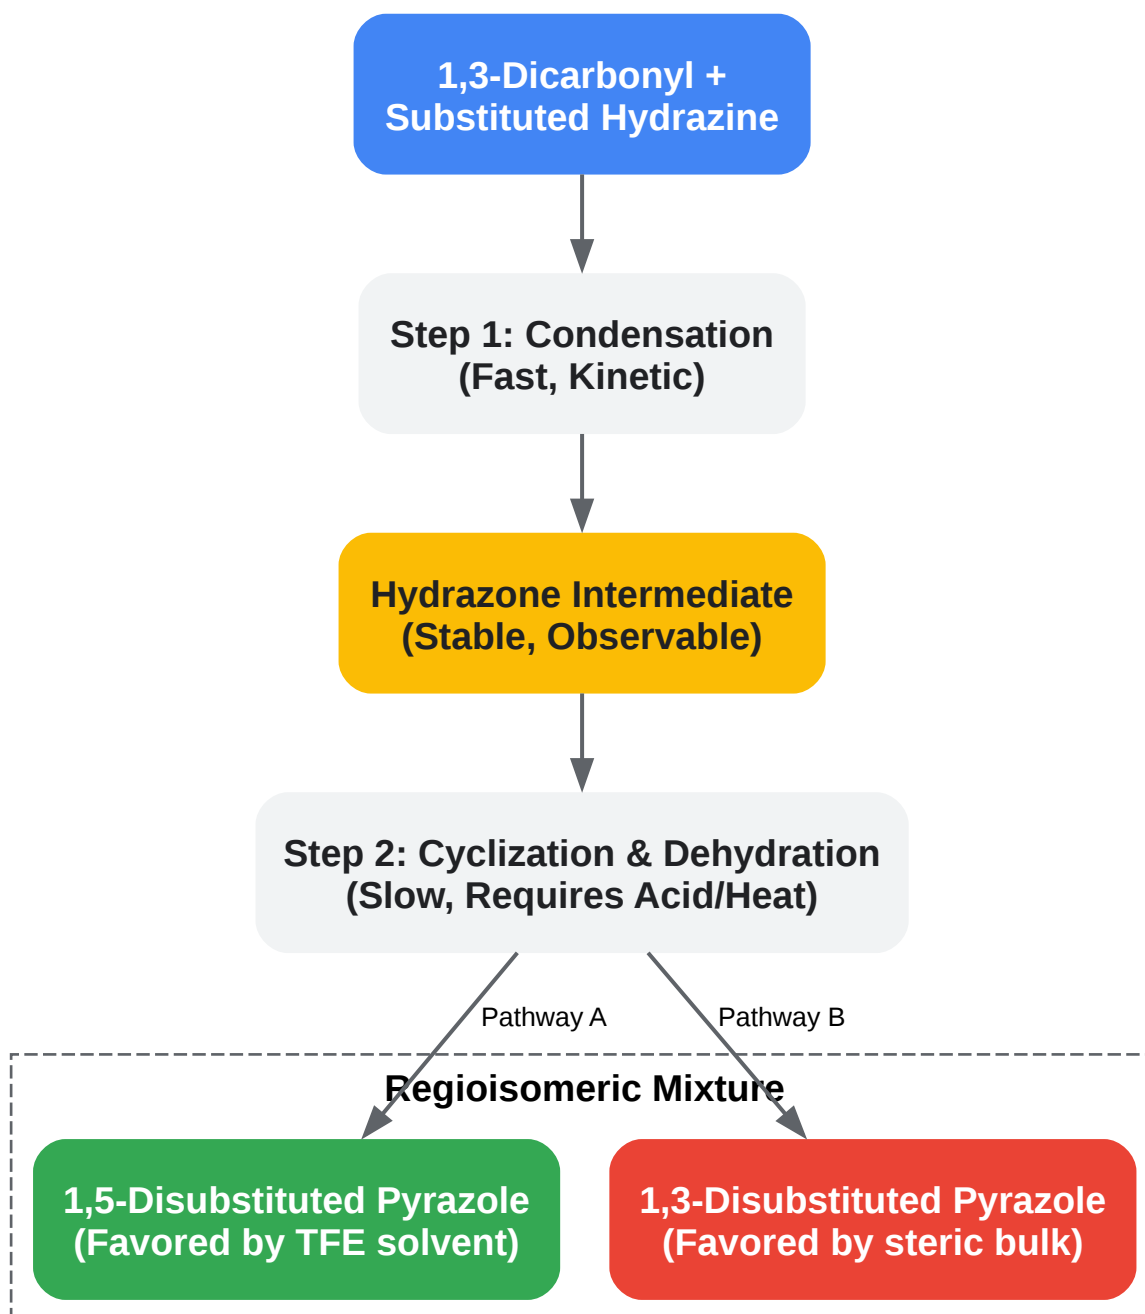 1,3-Dicarbonyl +
Substituted Hydrazine
Step 1: Condensation
(Fast, Kinetic)
Hydrazone Intermediate
(Stable, Observable)
Step 2: Cyclization & Dehydration
(Slow, Requires Acid/Heat)
Pathway A
Pathway B
Regioisomeric Mixture
1,5-Disubstituted Pyrazole
(Favored by TFE solvent)
1,3-Disubstituted Pyrazole
(Favored by steric bulk)